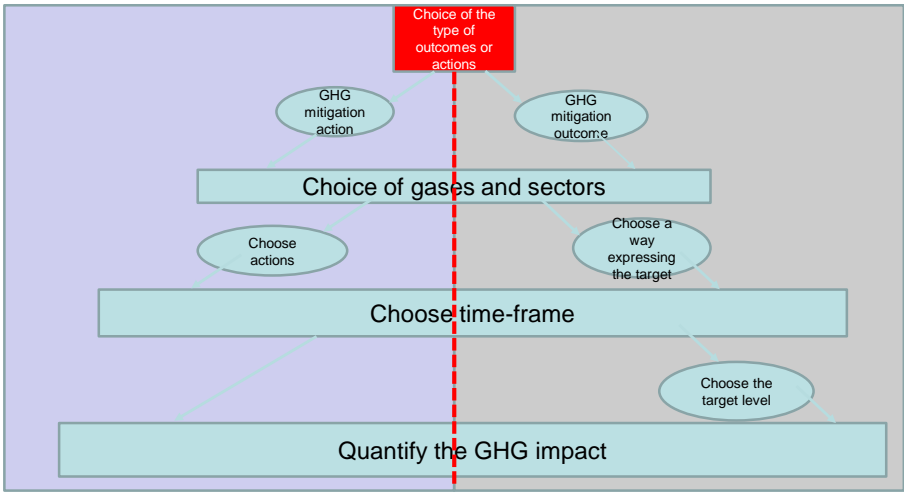 Choice of the
type of
outcomes or
actions
GHG
mitigation
action
GHG
mitigation
outcome
Choice of gases and sectors
Choose
actions
Choose a
way
expressing
the target
Choose time-frame
Choose the
target level
Quantify the GHG impact